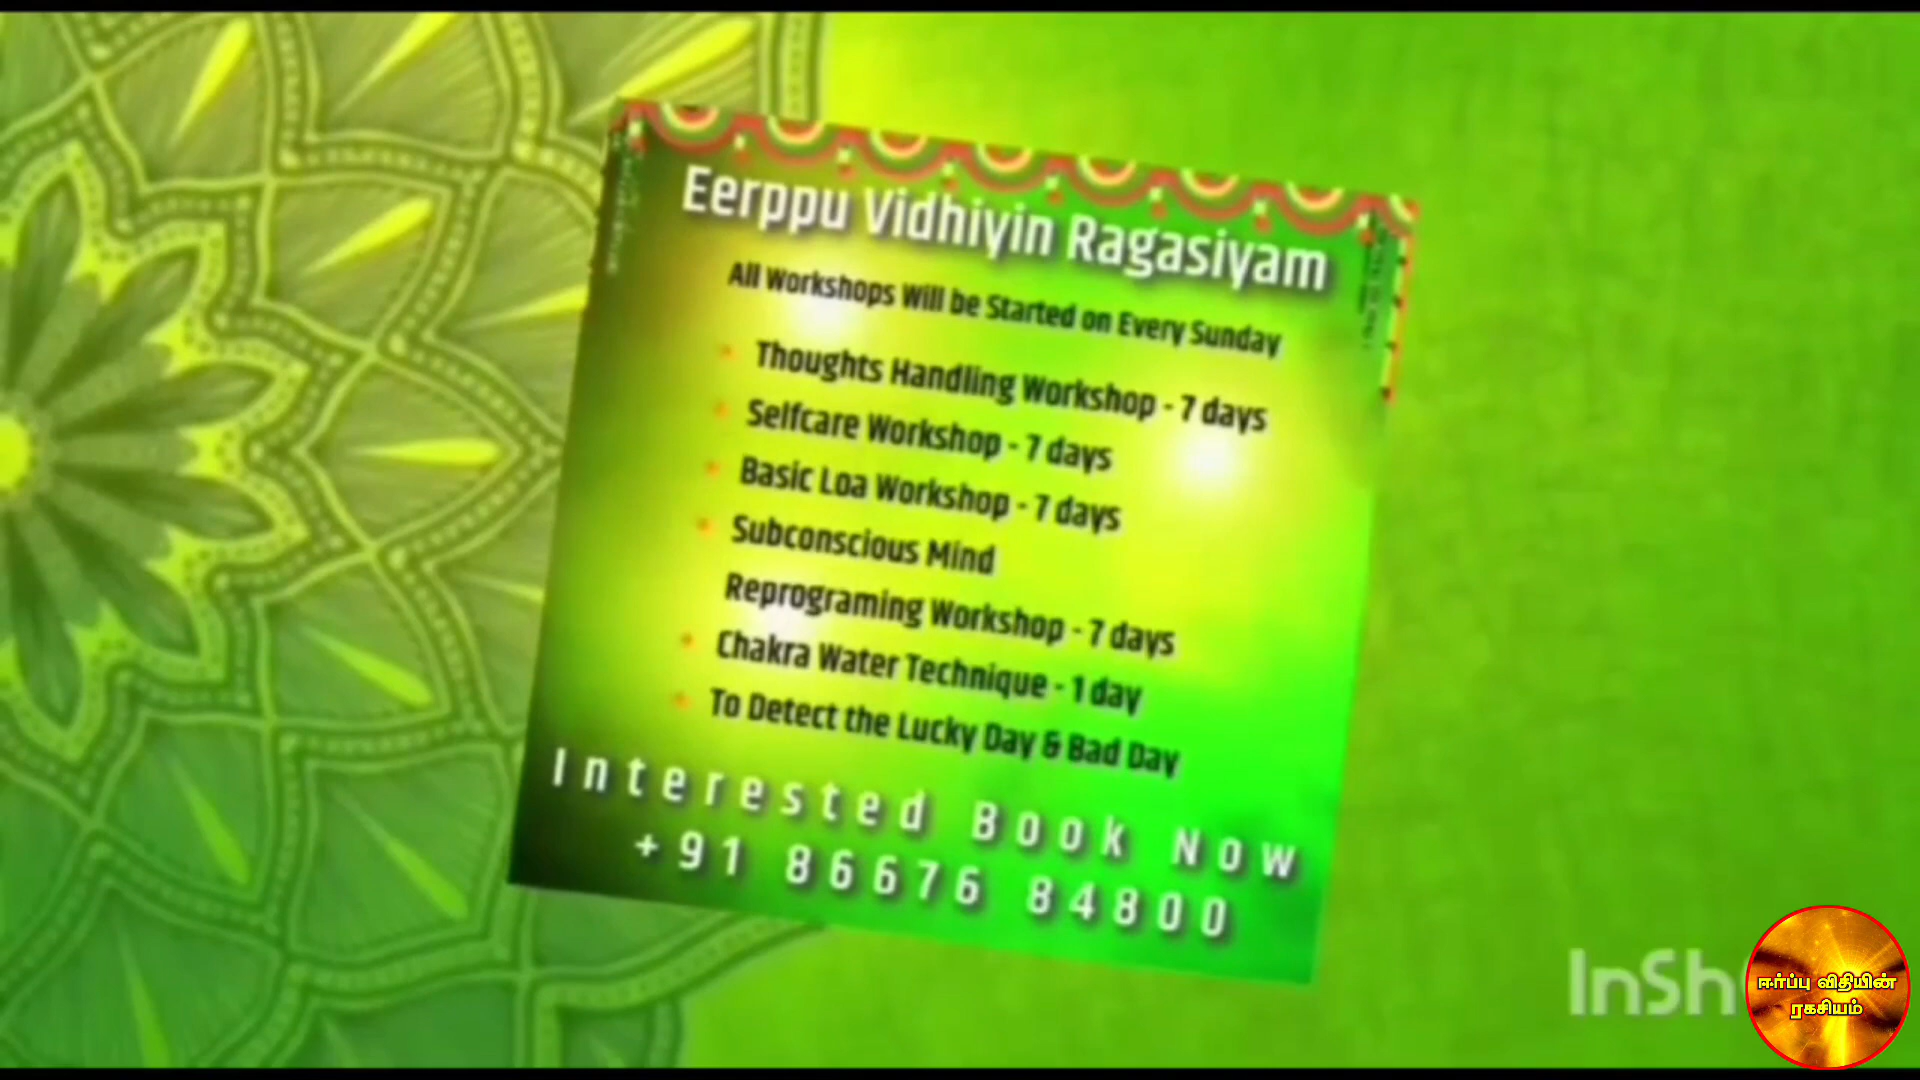 Eerppu Vidhiyin Ragasiyam
All Workshops Will be Started on Every Sunday
Thoughts Handling Workshop - 7 days
Selfcare Workshop - 7 days
Basic Loa Workshop - 7 days
Subconscious Mind
Reprograming Workshop - 7 days
Chakra Water Technique - 1 day
To Detect the Lucky Day & Bad Day
Interested Book Now
+91 86676 84800
InSh
ஈர்ப்பு விதியின்
ரகசியம்